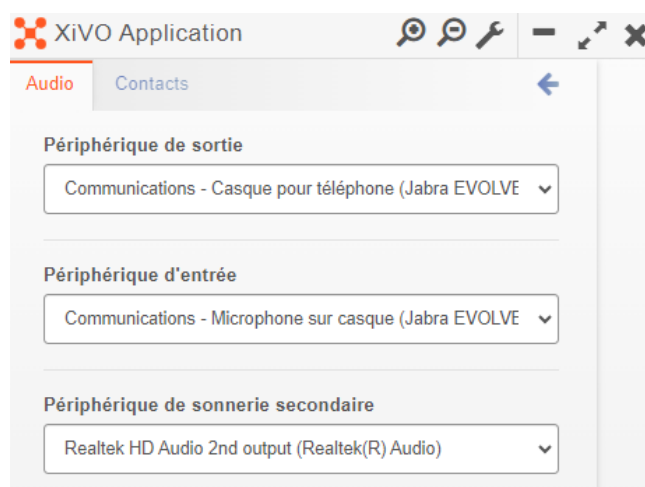 XiVO Application
Audio Contacts
Périphérique de sortie
Communications - Casque pour téléphone (Jabra EVOLVE
Périphérique d'entrée
Communications - Microphone sur casque (Jabra EVOLVE
Périphérique de sonnerie secondaire
Realtek HD Audio 2nd output (Realtek(R) Audio)